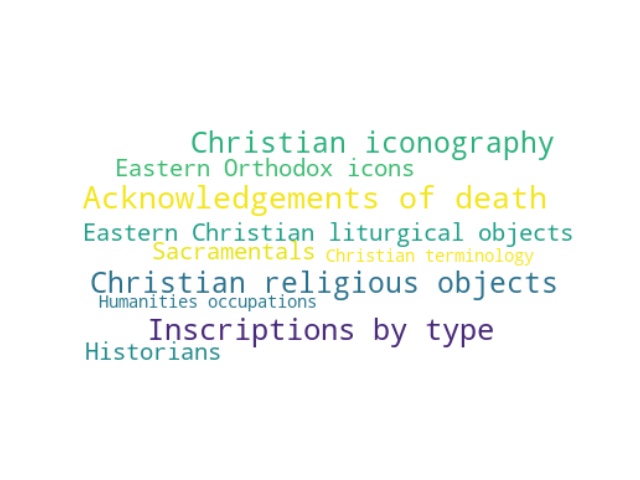 Christian iconography
Eastern Orthodox icons
Acknowledgements of death
Eastern Christian liturgical objects
Sacramentals
Christian terminology
Christian religious objects
Humanities occupations
Inscriptions by type
Historians